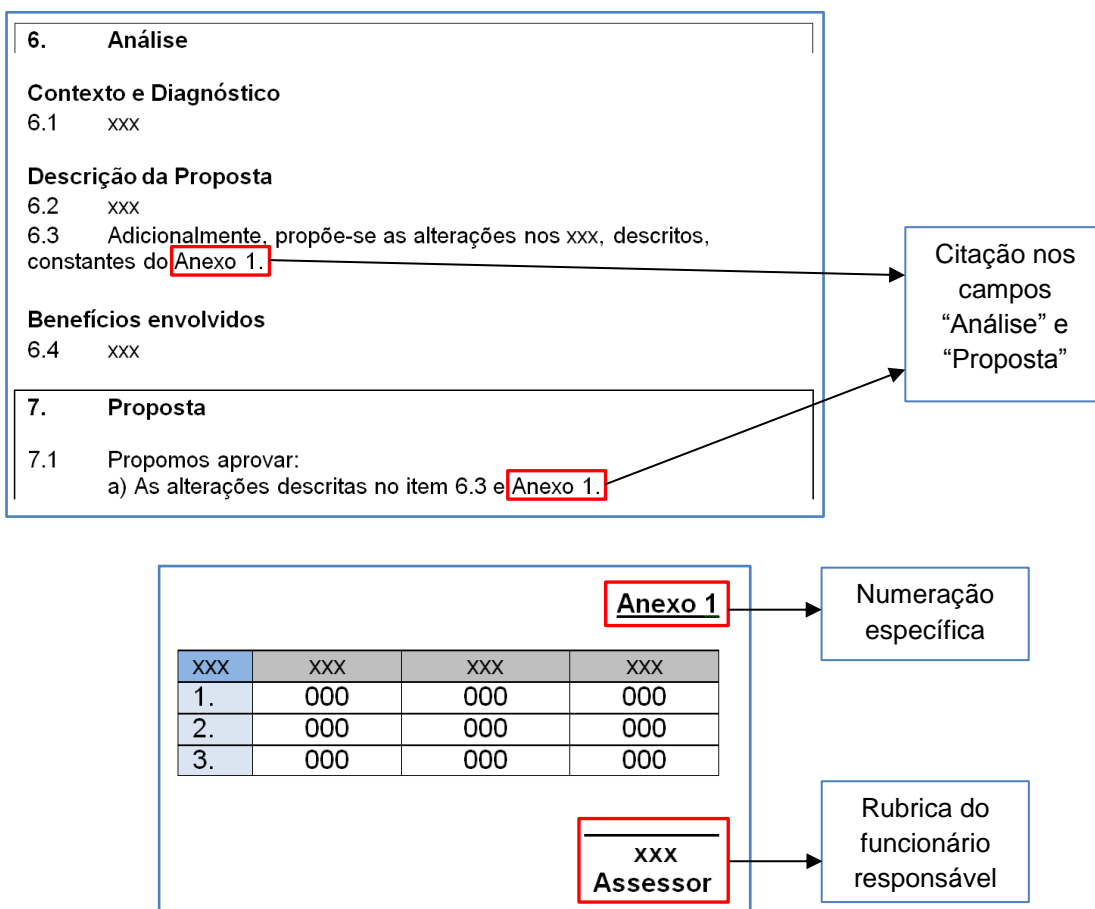 6. Análise
Contexto e Diagnóstico
6.1 xxx
Descrição da Proposta
6.2 xxx
6.3 Adicionalmente, propõe-se as alterações nos xxx, descritos,
constantes do Anexo 1.
Benefícios envolvidos
6.4 xxx
7. Proposta
7.1 Propomos aprovar:
a) As alterações descritas no item 6.3 e Anexo 1.
Citação nos
campos
“Análise” e
“Proposta”
Anexo 1
Numeração
específica
xxx xxx xxx xxx
1. 000 000 000
2. 000 000 000
3. 000 000 000
xxx
Assessor
Rubrica do
funcionário
responsável